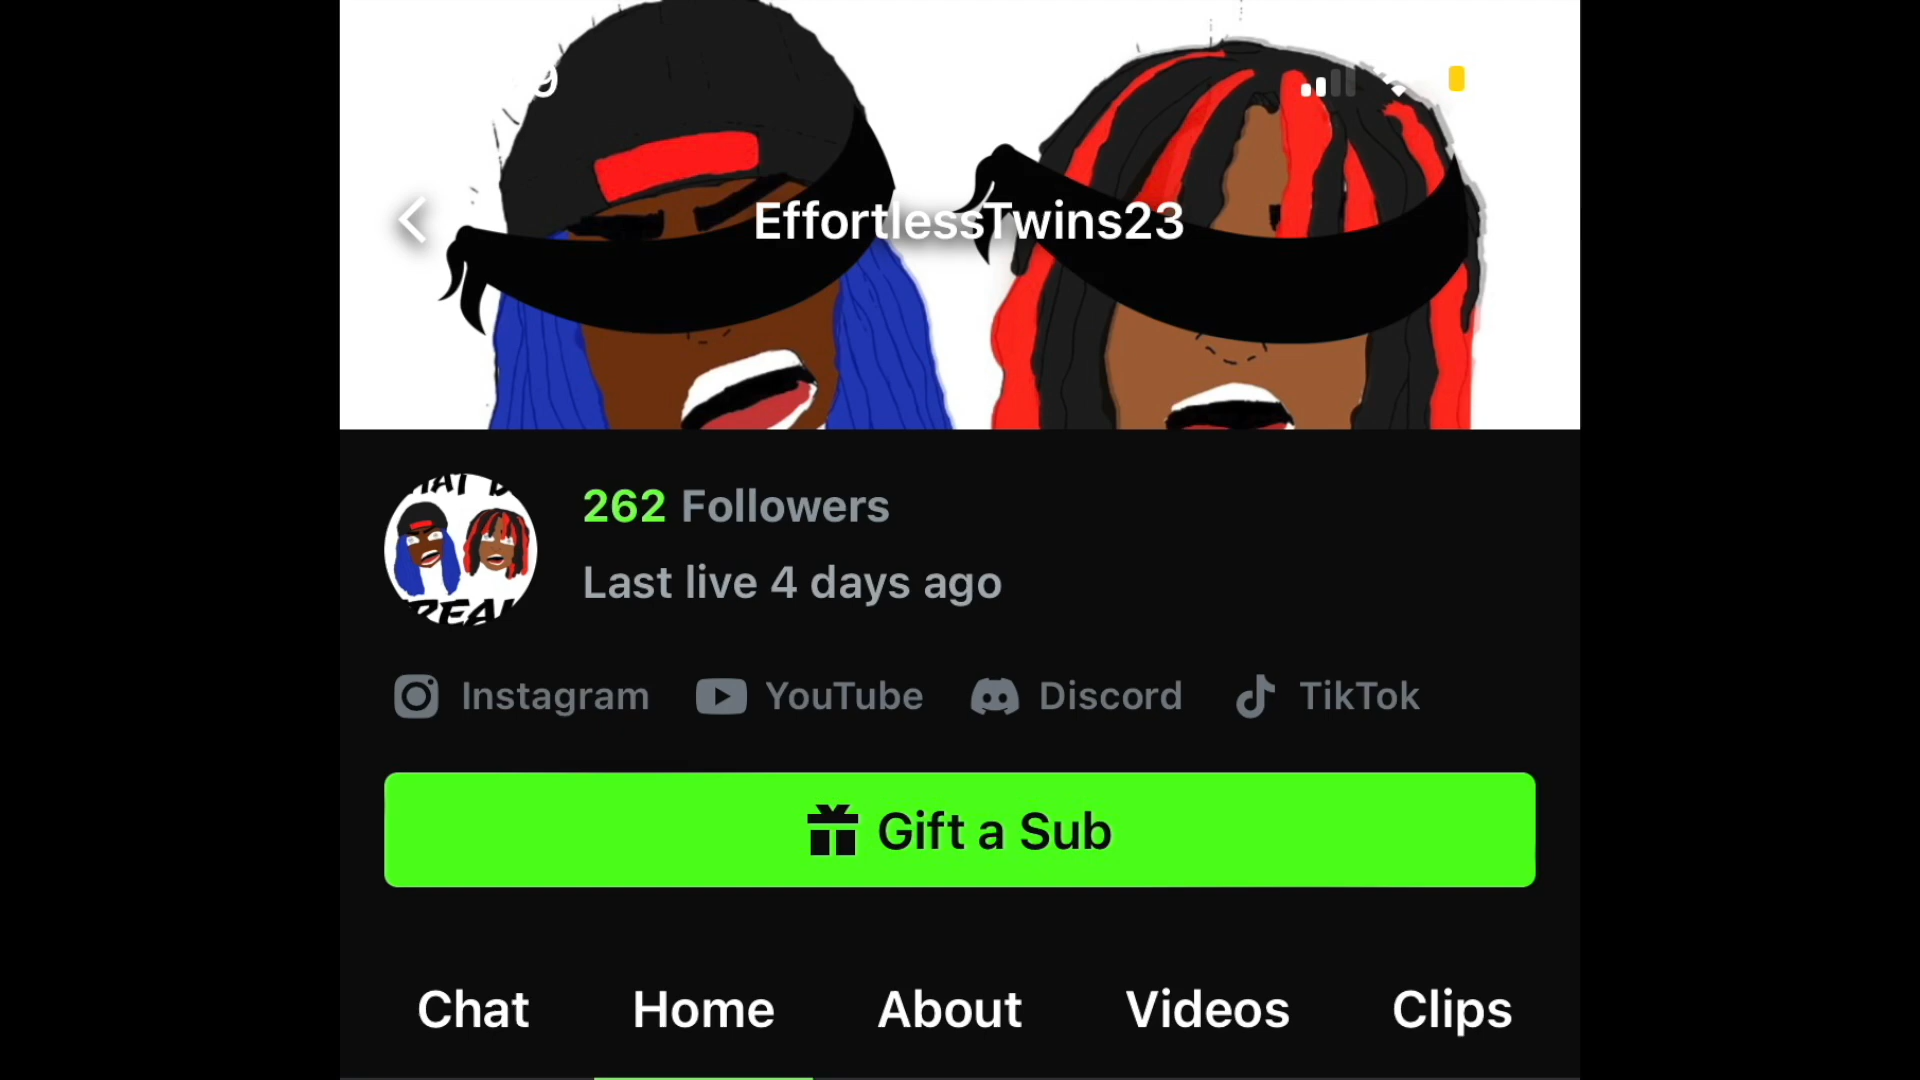 9
EffortlessTwins23
262 Followers
Last live 4 days ago
Instagram YouTube Discord TikTok
Gift a Sub
Chat Home About Videos Clips